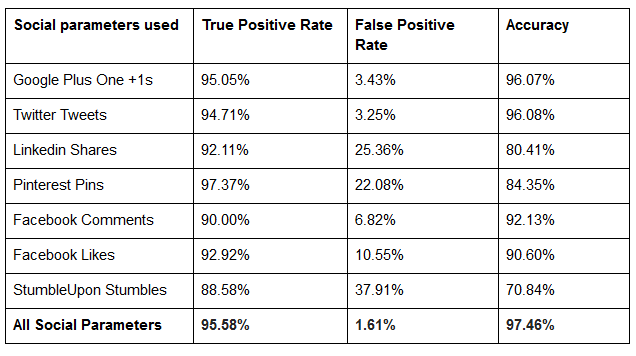 Social parameters used True Positive Rate False Positive Rate Accuracy
Google Plus One +1s 95.05% 3.43% 96.07%
Twitter Tweets 94.71% 3.25% 96.08%
Linkedin Shares 92.11% 25.36% 80.41%
Pinterest Pins 97.37% 22.08% 84.35%
Facebook Comments 90.00% 6.82% 92.13%
Facebook Likes 92.92% 10.55% 90.60%
StumbleUpon Stumbles 88.58% 37.91% 70.84%
All Social Parameters 95.58% 1.61% 97.46%